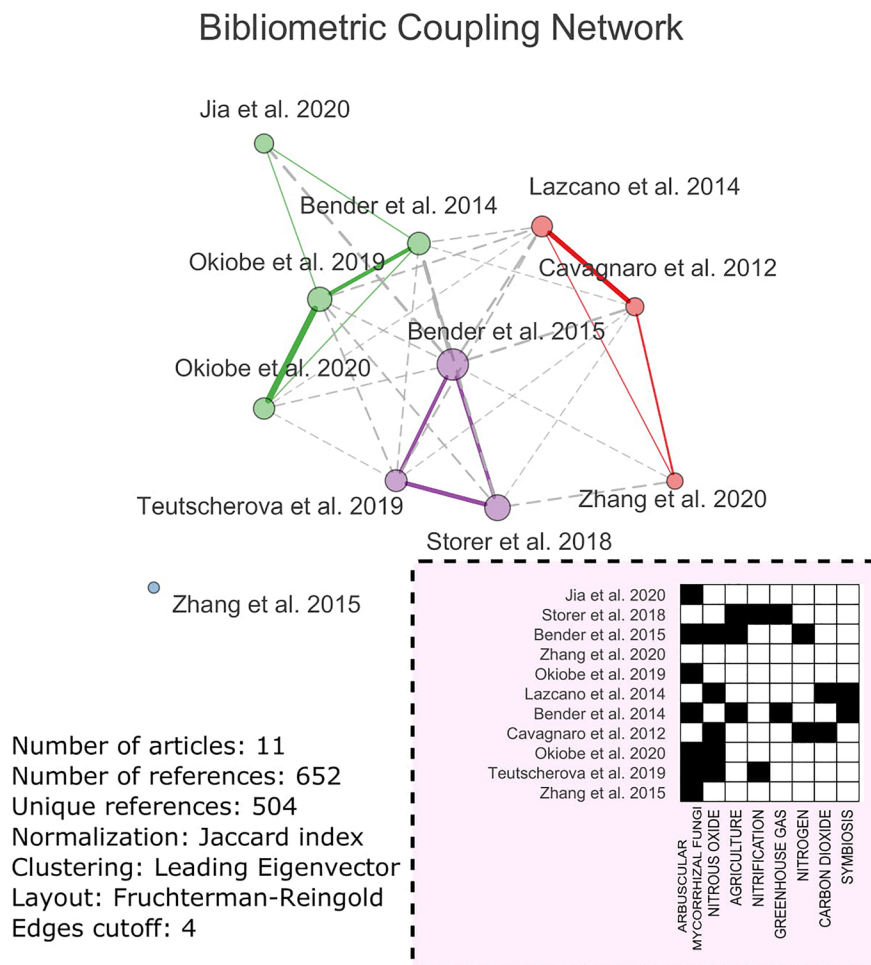 Bibliometric Coupling Network
Jia et al. 2020
Lazcano et al. 2014
Bender et al. 2014
Okiobe et al. 2019
Cavagnaro et al. 2012
Bender et al. 2015
Okiobe et al. 2020
Teutscherova et al. 2019
Zhang et al. 2020
Storer et al. 2018
Zhang et al. 2015
Number of articles: 11
Number of references: 652
Unique references: 504
Normalization: Jaccard index
Clustering: Leading Eigenvector
Layout: Fruchterman-Reingold
Edges cutoff: 4
Jia et al. 2020
Storer et al. 2018
Bender et al. 2015
Zhang et al. 2020
Okiobe et al. 2019
Lazcano et al. 2014
Bender et al. 2014
Cavagnaro et al. 2012
Okiobe et al. 2020
Teutscherova et al. 2019
Zhang et al. 2015
ARBUSCULAR
MYCORRHIZAL FUNGI
NITROUS OXIDE
AGRICULTURE
NITRIFICATION
GREENHOUSE GAS
NITROGEN
CARBON DIOXIDE
SYMBIOSIS